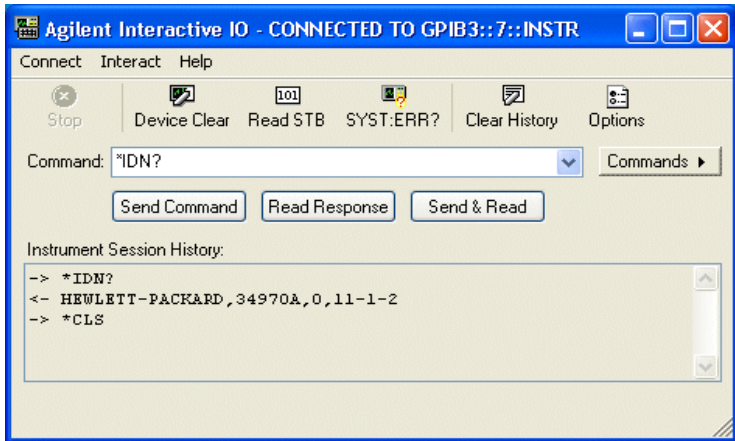 Agilent Interactive IO - CONNECTED TO GPIB3::7::INSTR
Connect Interact Help
Stop Device Clear Read STB SYST:ERR? Clear History Options
Command: *IDN? Commands
Send Command Read Response Send & Read
Instrument Session History:
-> *IDN?
<- HEWLETT-PACKARD,34970A,0,11-1-2
-> *CLS